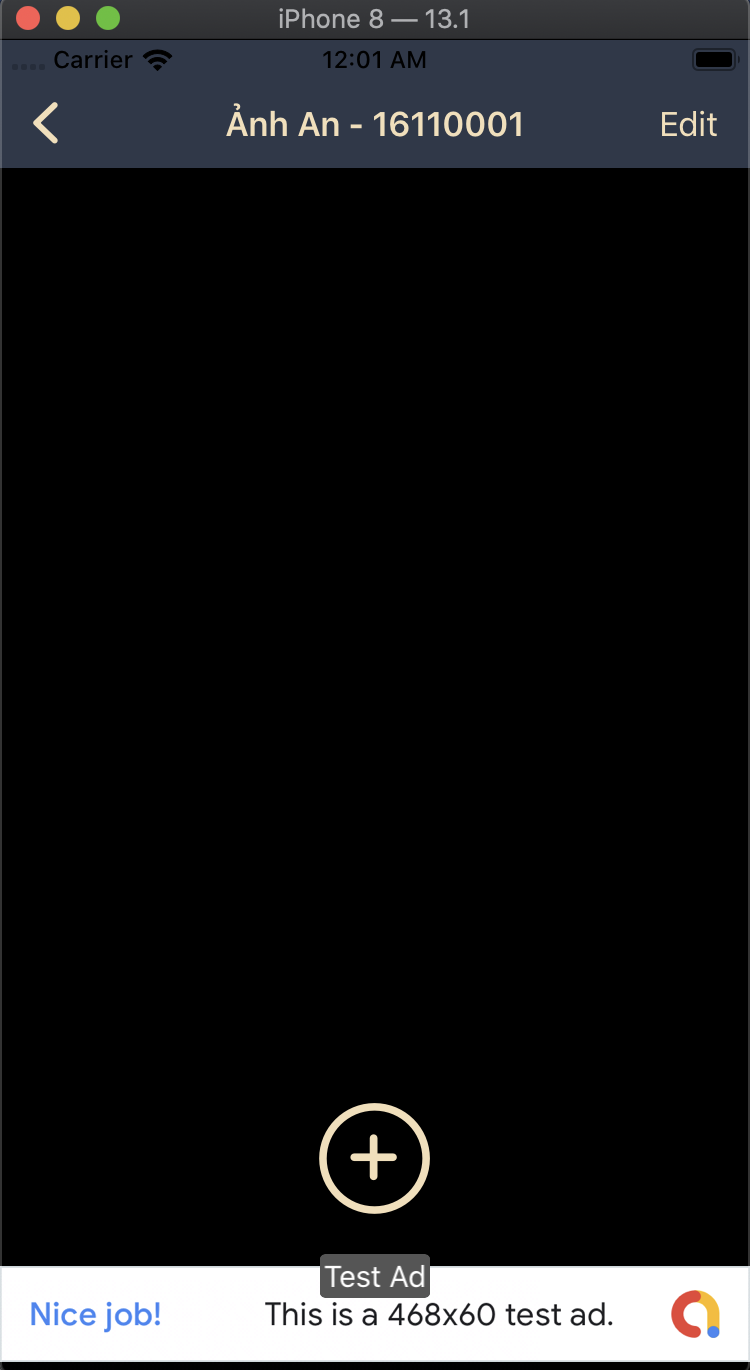 iPhone 8 — 13.1
Carrier 12:01 AM
Ảnh An - 16110001 Edit
Test Ad
Nice job! This is a 468x60 test ad.